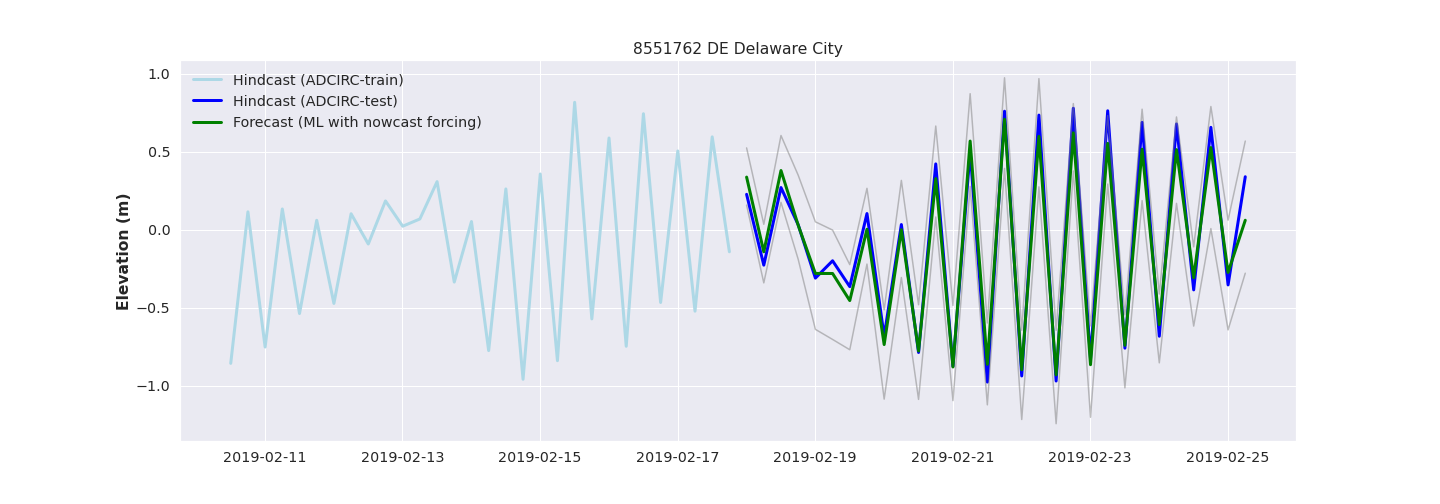 8551762 DE Delaware City
Hindcast (ADCIRC-train)
Hindcast (ADCIRC-test)
Forecast (ML with nowcast forcing)
Elevation (m)
1.0
0.5
0.0
−0.5
−1.0
2019-02-11 2019-02-13 2019-02-15 2019-02-17 2019-02-19 2019-02-21 2019-02-23 2019-02-25